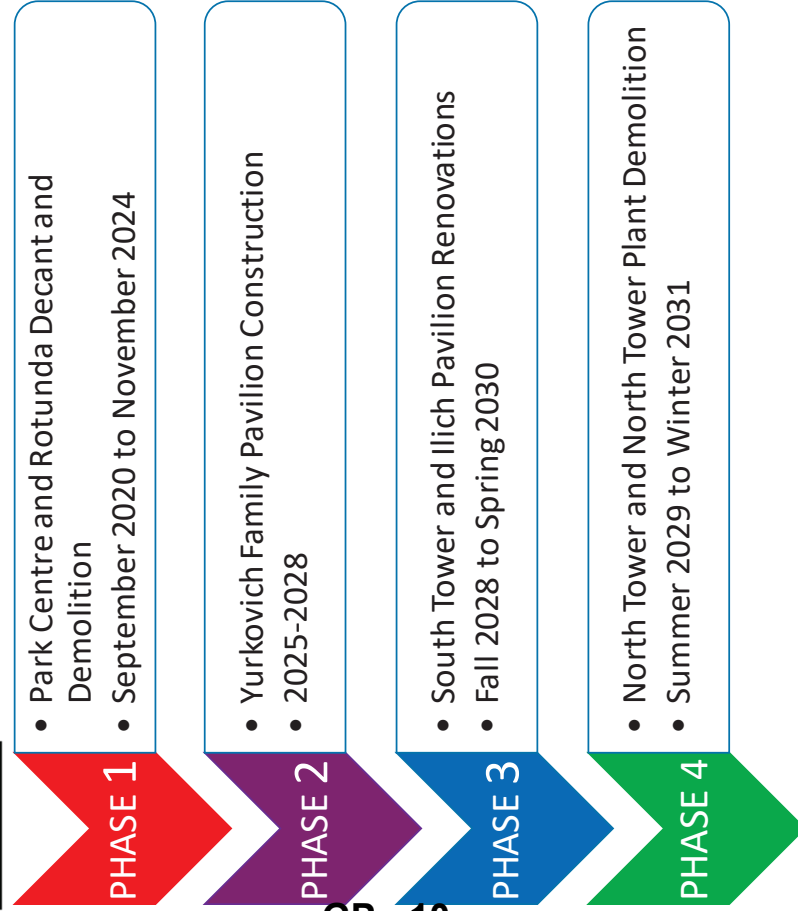 PHASE 1
• Park Centre and Rotunda Decant and
Demolition
• September 2020 to November 2024
PHASE 2
• Yurkovich Family Pavilion Construction
• 2025-2028
PHASE 3
• South Tower and Ilich Pavilion Renovations
• Fall 2028 to Spring 2030
PHASE 4
• North Tower and North Tower Plant Demolition
• Summer 2029 to Winter 2031